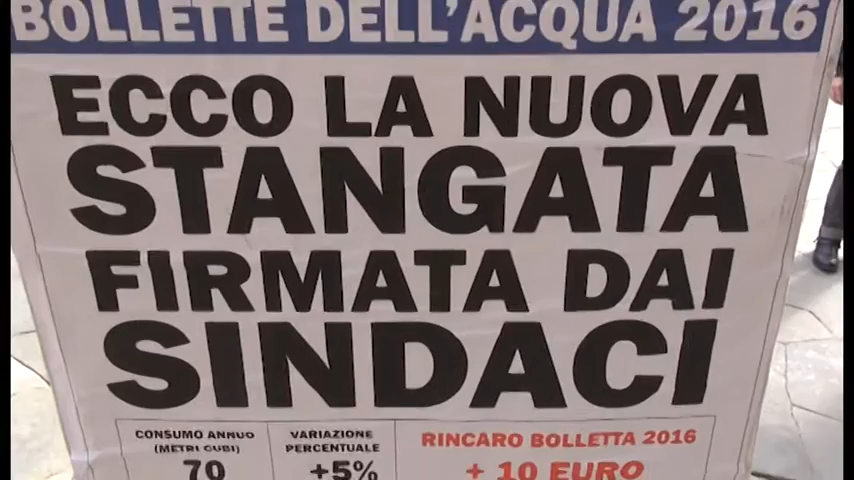 BOLLETTE DELL'ACQUA 2016
ECCO LA NUOVA
STANGATA
FIRMATA DAI
SINDACI
CONSUMO ANNUO
(METRI CUBI)
70
VARIAZIONE
PERCENTUALE
+5%
RINCARO BOLLETTA 2016
+ 10 EURO